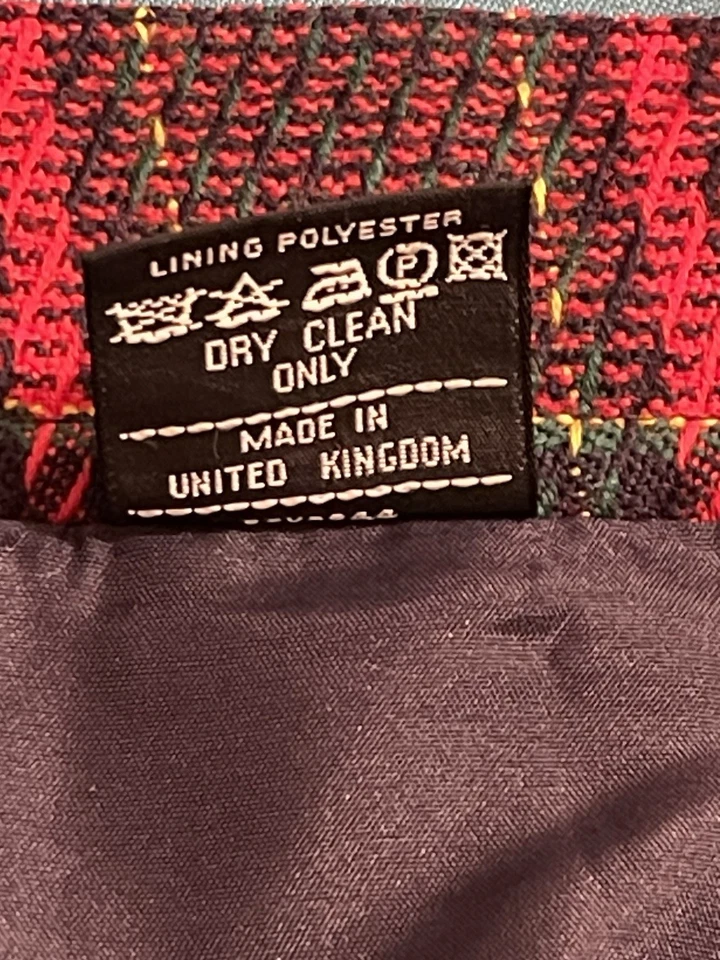 LINING POLYESTER
P
DRY CLEAN
ONLY
MADE IN
UNITED KINGDOM